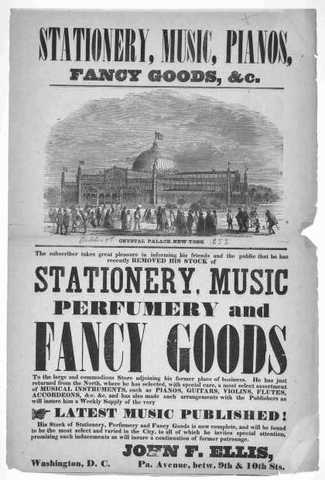 STATIONERY, MUSIC, PIANOS,
FANCY GOODS, &c.
CRYSTAL PALACE, NEW YORK
The subscriber takes great pleasure in informing his friends and the public that he has
recently REMOVED HIS STOCK of
STATIONERY, MUSIC
PERFUMERY and
FANCY GOODS
To the large and commodious Store adjoining his former place of business. He has just
returned from the North, where he has selected, with special care, a most select assortment
of MUSICAL INSTRUMENTS, such as PIANOS, GUITARS, VIOLINS, FLUTES,
ACCORDEONS, &c. &c. and has also made such arrangements with the Publishers as
will insure him a Weekly Supply of the very
LATEST MUSIC PUBLISHED!
His Stock of Stationery, Perfumery and Fancy Goods is now complete, and will be found
to be the most select and varied in the City, to all of which he invites special attention,
promising such inducements as will insure a continuation of former patronage.
JOHN F. ELLIS,
Washington, D. C. Pa. Avenue, betw. 9th & 10th Sts.